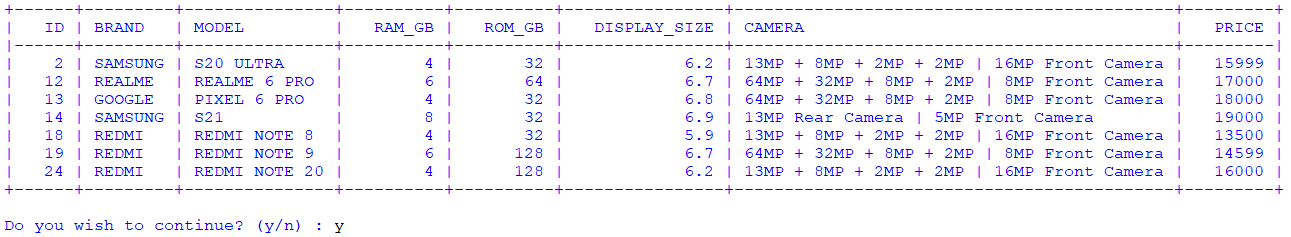 +------+----------+----------------+----------+----------+----------------+--------------------------------------------+---------+
|   ID | BRAND    | MODEL          |   RAM_GB |   ROM_GB |   DISPLAY_SIZE | CAMERA                                     |   PRICE |
|------+----------+----------------+----------+----------+----------------+--------------------------------------------+---------|
|    2 | SAMSUNG  | S20 ULTRA      |        4 |       32 |            6.2 | 13MP + 8MP + 2MP + 2MP | 16MP Front Camera |   15999 |
|   12 | REALME   | REALME 6 PRO   |        6 |       64 |            6.7 | 64MP + 32MP + 8MP + 2MP | 8MP Front Camera |   17000 |
|   13 | GOOGLE   | PIXEL 6 PRO    |        4 |       32 |            6.8 | 64MP + 32MP + 8MP + 2MP | 8MP Front Camera |   18000 |
|   14 | SAMSUNG  | S21            |        8 |       32 |            6.9 | 13MP Rear Camera | 5MP Front Camera        |   19000 |
|   18 | REDMI    | REDMI NOTE 8   |        4 |       32 |            5.9 | 13MP + 8MP + 2MP + 2MP | 16MP Front Camera |   13500 |
|   19 | REDMI    | REDMI NOTE 9   |        6 |      128 |            6.7 | 64MP + 32MP + 8MP + 2MP | 8MP Front Camera |   14599 |
|   24 | REDMI    | REDMI NOTE 20  |        4 |      128 |            6.2 | 13MP + 8MP + 2MP + 2MP | 16MP Front Camera |   16000 |
+------+----------+----------------+----------+----------+----------------+--------------------------------------------+---------+
Do you wish to continue? (y/n) : y